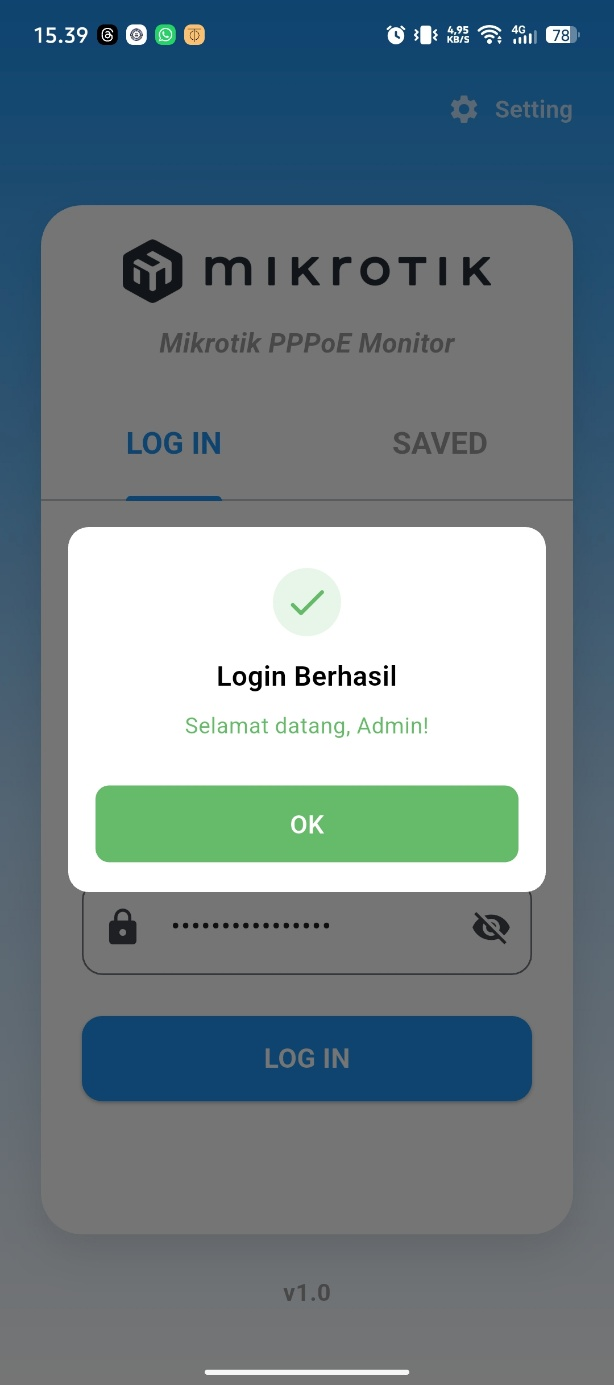 15.39
4,95
KB/S
4G
78
Setting
mikrotik
Mikrotik PPPoE Monitor
LOG IN
SAVED
Login Berhasil
Selamat datang, Admin!
OK
•••••••••••••••
LOG IN
v1.0